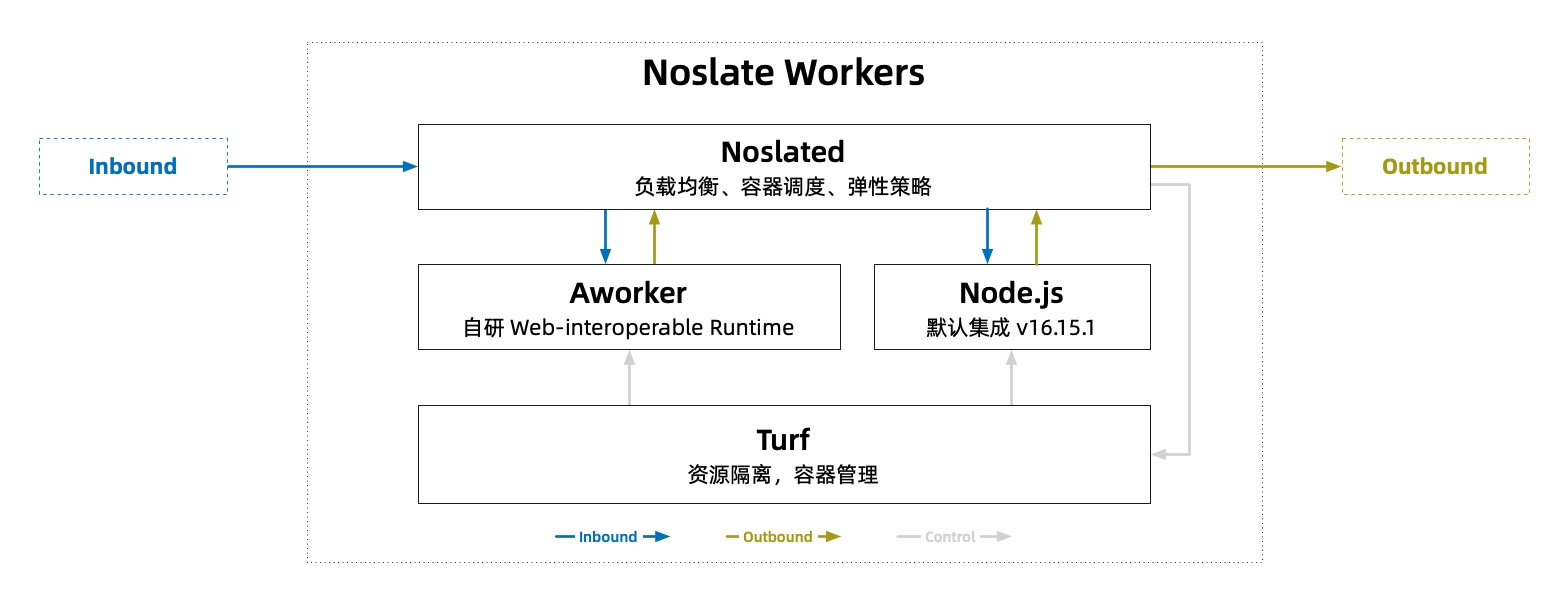 Noslate Workers
Inbound
Noslated
负载均衡、容器调度、弹性策略
Outbound
Aworker
自研 Web-interoperable Runtime
Node.js
默认集成 v16.15.1
Turf
资源隔离，容器管理
Inbound
Outbound
Control